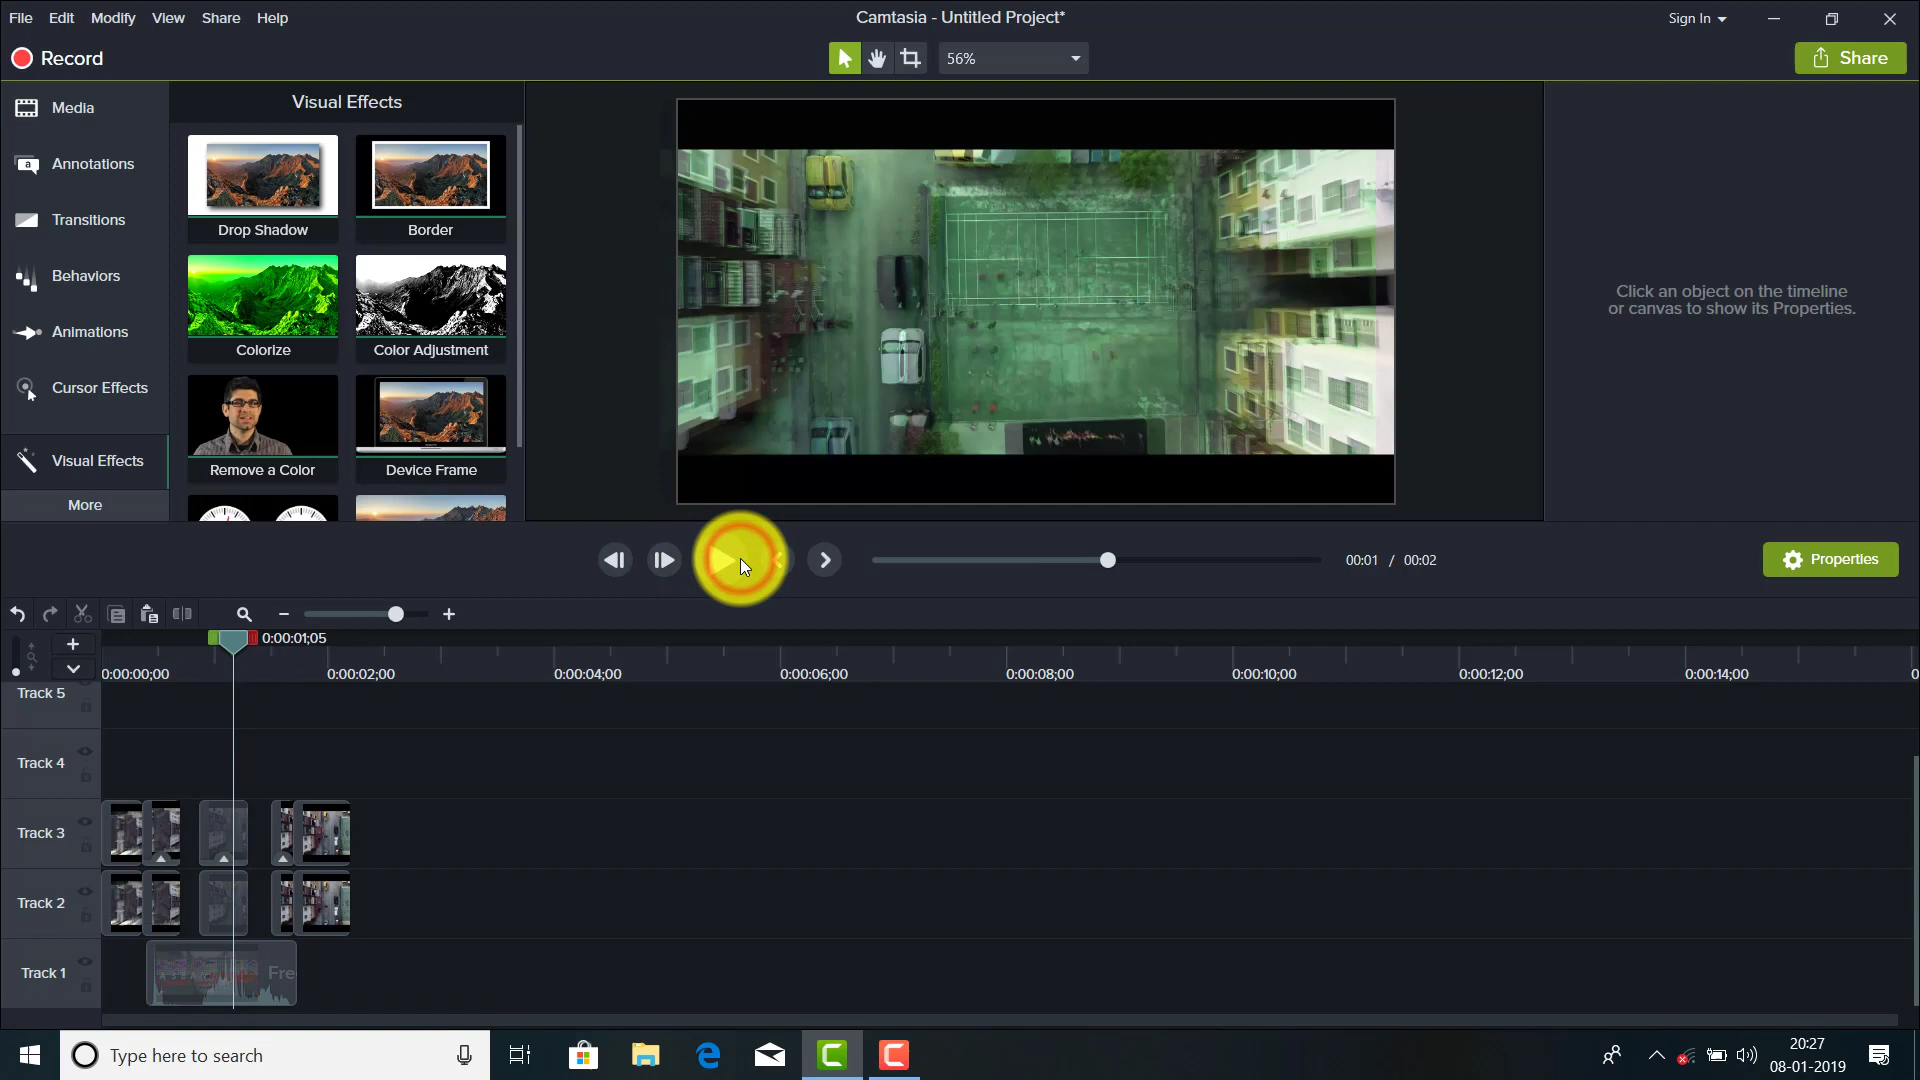 File Edit Modify View Share Help
Camtasia - Untitled Project*
Sign In
Record
56%
Share
Media
Annotations
Transitions
Behaviors
Animations
Cursor Effects
Visual Effects
More
Visual Effects
Drop Shadow
Border
Colorize
Color Adjustment
Remove a Color
Device Frame
Click an object on the timeline
or canvas to show its Properties.
00:01 / 00:02
Properties
0:00:01;05
0:00:00;00
0:00:02;00
0:00:04;00
0:00:06;00
0:00:08;00
0:00:10;00
0:00:12;00
0:00:14;00
0
Track 5
Track 4
Track 3
Track 2
Track 1
Fre
Type here to search
20:27
08-01-2019